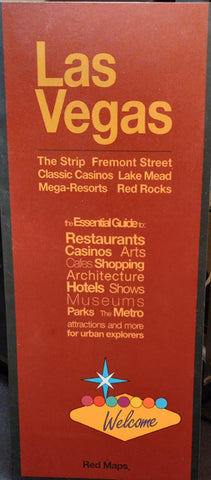 Las
Vegas
The Strip Fremont Street
Classic Casinos Lake Mead
Mega-Resorts Red Rocks
the Essential Guide to:
Restaurants
Casinos Arts
Cafes Shopping
Architecture
Hotels Shows
Museums
Parks The Metro
attractions and more
for urban explorers
Welcome
Red Maps.